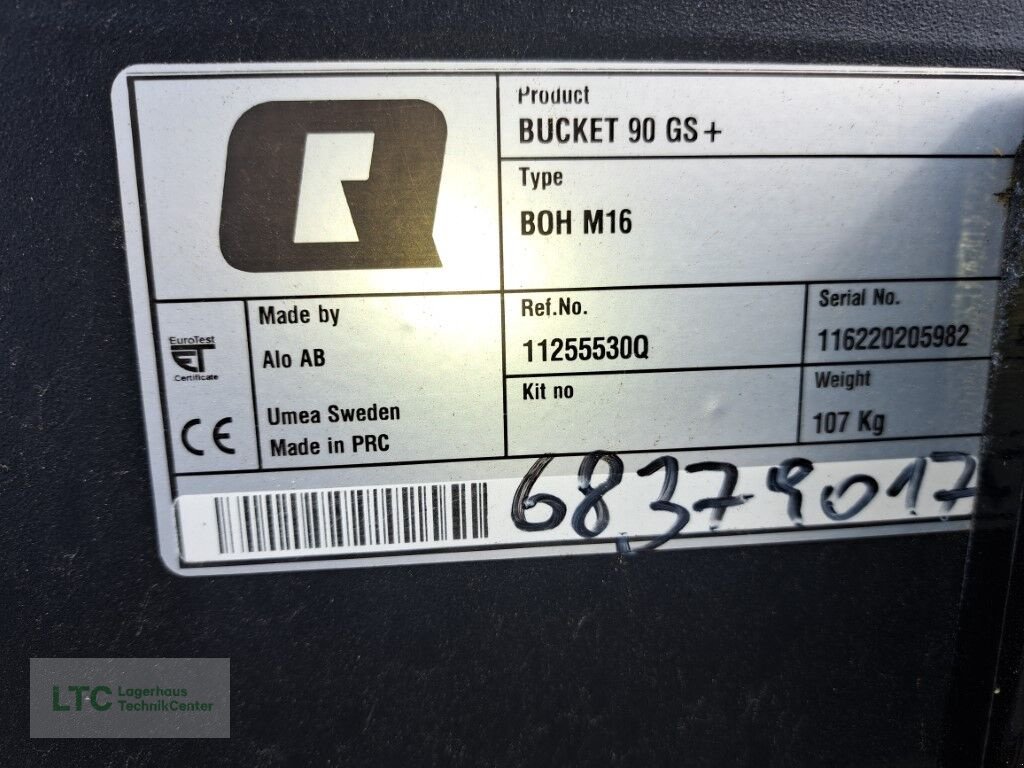 Product
BUCKET 90 GS+
Type
BOH M16
EuroTest
ET
Certificate
CE
Made by
Alo AB
Umea Sweden
Made in PRC
Ref.No.
11255530Q
Serial No.
116220205982
Kit no
Weight
107 Kg
68379017
LTC Lagerhaus
TechnikCenter